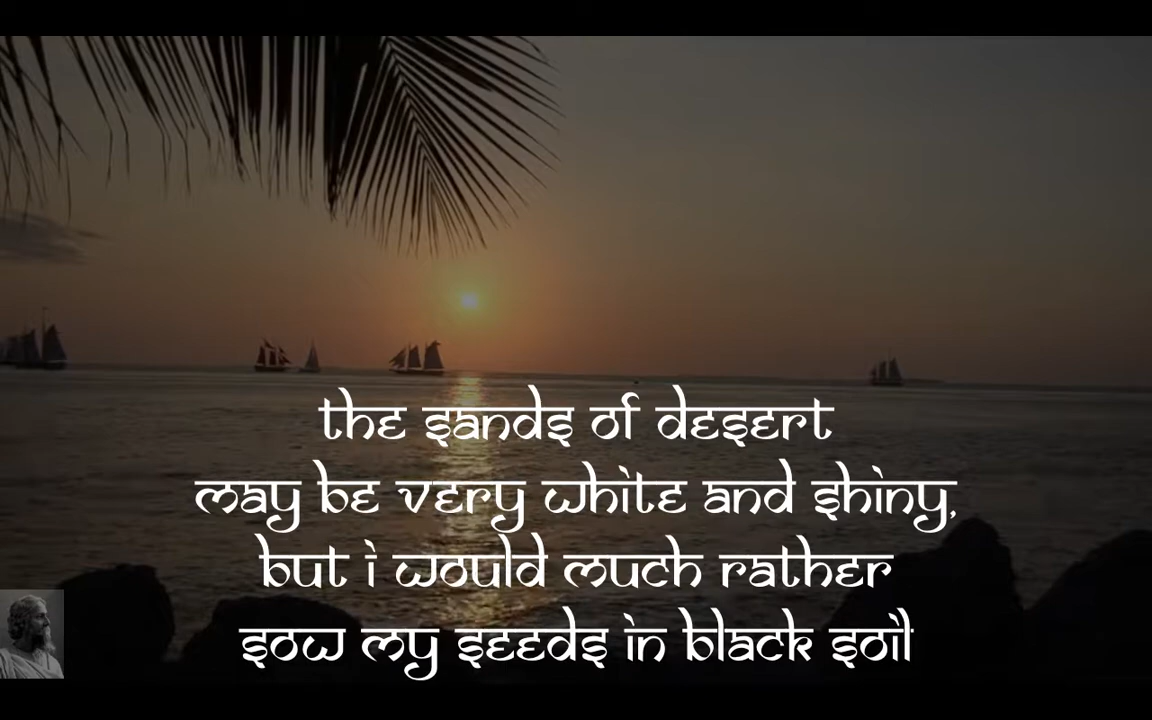 the sands of desert
may be very white and shiny,
but i would much rather
sow my seeds in black soil